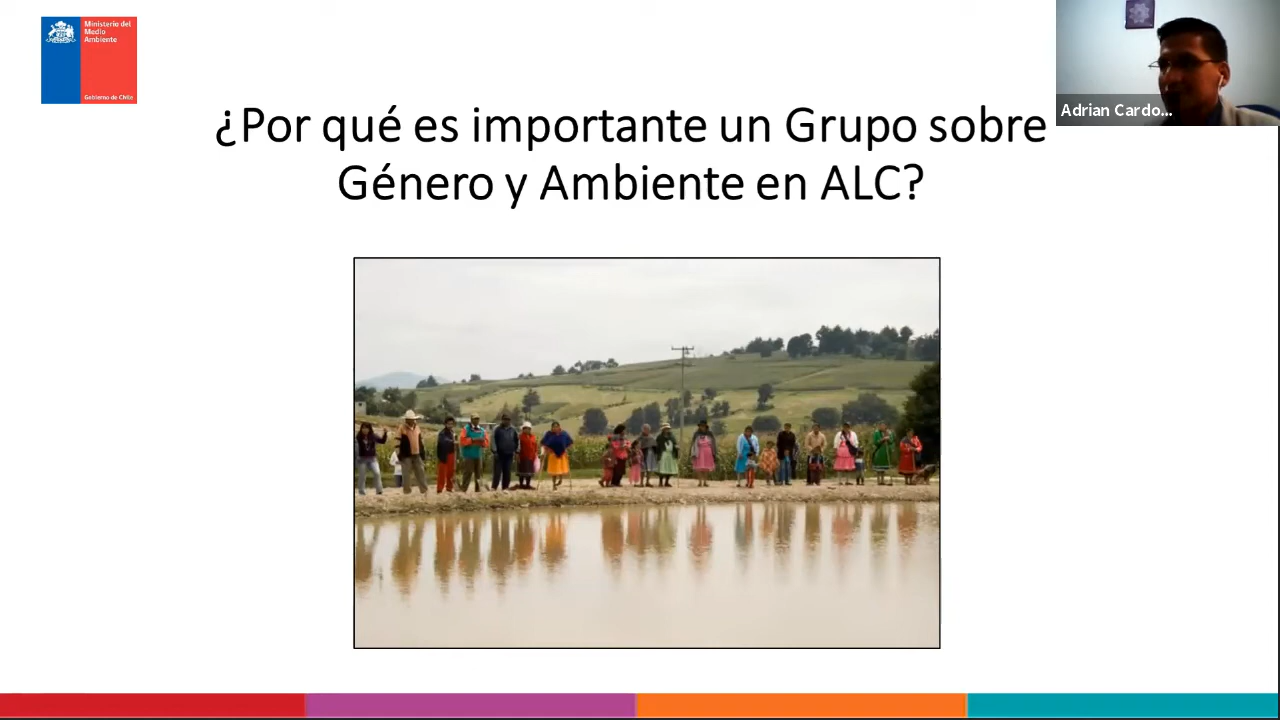 Ministerio del
Medio
Ambiente
Gobierno de Chile
¿Por qué es importante un Grupo sobre
Género y Ambiente en ALC?
Adrian Cardo...